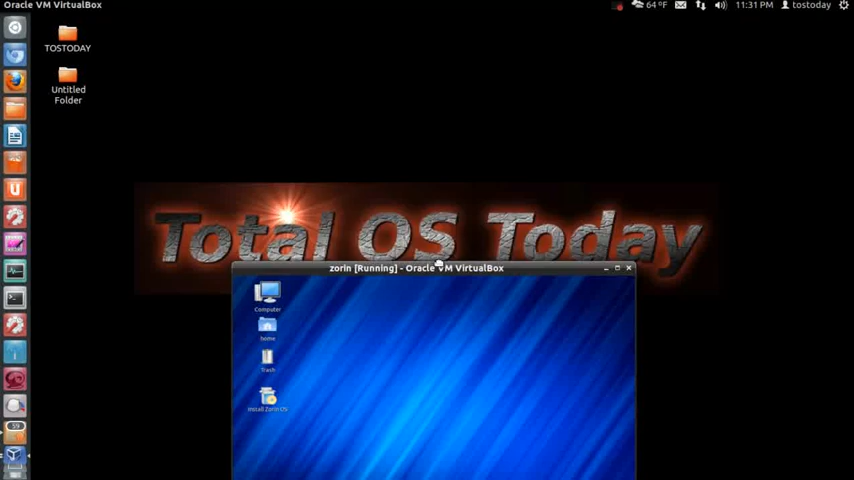 Oracle VM VirtualBox
64 °F
11:31 PM
tostoday
TOSTODAY
Untitled
Folder
Total OS Today
zorin [Running] - Oracle VM VirtualBox
Computer
home
Trash
Install Zorin OS
59